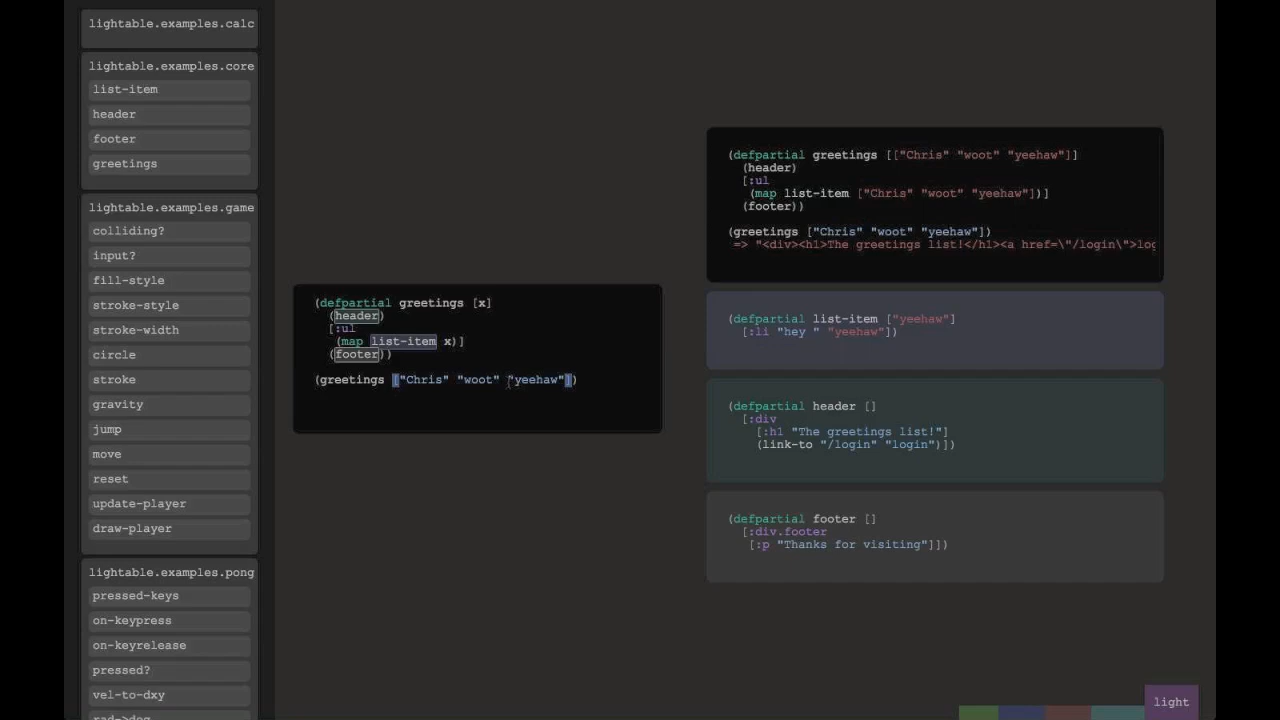 lightable.examples.calc
lightable.examples.core
list-item
header
footer
greetings
lightable.examples.game
colliding?
input?
fill-style
stroke-style
stroke-width
circle
stroke
gravity
jump
move
reset
update-player
draw-player
lightable.examples.pong
pressed-keys
on-keypress
on-keyrelease
pressed?
vel-to-dxy
rad->deg
(defpartial greetings [x]
(header)
[:ul
(map list-item x)]
(footer))
(greetings ["Chris" "woot" "yeehaw"])
(defpartial greetings [["Chris" "woot" "yeehaw"]]
(header)
[:ul
(map list-item ["Chris" "woot" "yeehaw"])]
(footer))
(greetings ["Chris" "woot" "yeehaw"])
=> "<div><h1>The greetings list!</h1><a href=\"/login\">log
(defpartial list-item ["yeehaw"]
[:li "hey " "yeehaw"])
(defpartial header []
[:div
[:h1 "The greetings list!"]
(link-to "/login" "login")])
(defpartial footer []
[:div.footer
[:p "Thanks for visiting"]])
light